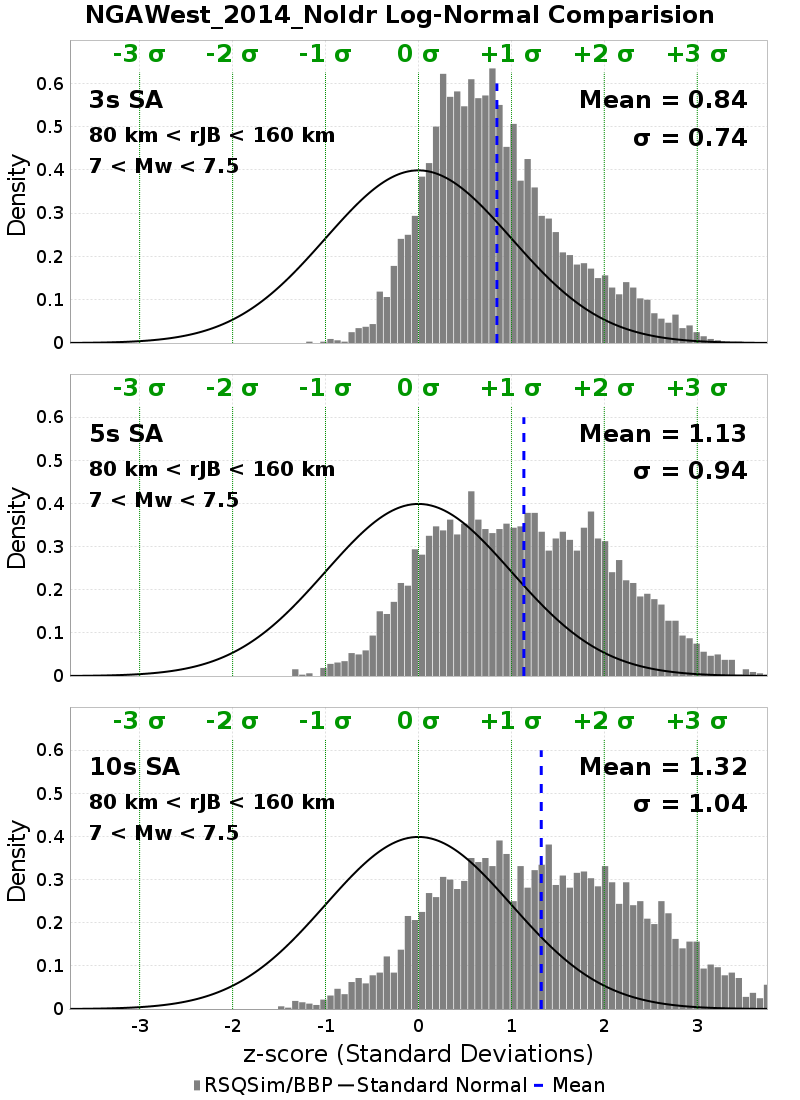 NGAWest_2014_NoIdr Log-Normal Comparision
-3 σ -2 σ -1 σ 0 σ +1 σ +2 σ +3 σ
3s SA
Mean = 0.84
80 km < rJB < 160 km
σ = 0.74
7 < Mw < 7.5
Density
0.6
0.5
0.4
0.3
0.2
0.1
0
-3 σ -2 σ -1 σ 0 σ +1 σ +2 σ +3 σ
5s SA
Mean = 1.13
80 km < rJB < 160 km
σ = 0.94
7 < Mw < 7.5
Density
0.6
0.5
0.4
0.3
0.2
0.1
0
-3 σ -2 σ -1 σ 0 σ +1 σ +2 σ +3 σ
10s SA
Mean = 1.32
80 km < rJB < 160 km
σ = 1.04
7 < Mw < 7.5
Density
0.6
0.5
0.4
0.3
0.2
0.1
0
-3 -2 -1 0 1 2 3
z-score (Standard Deviations)
RSQSim/BBP Standard Normal Mean